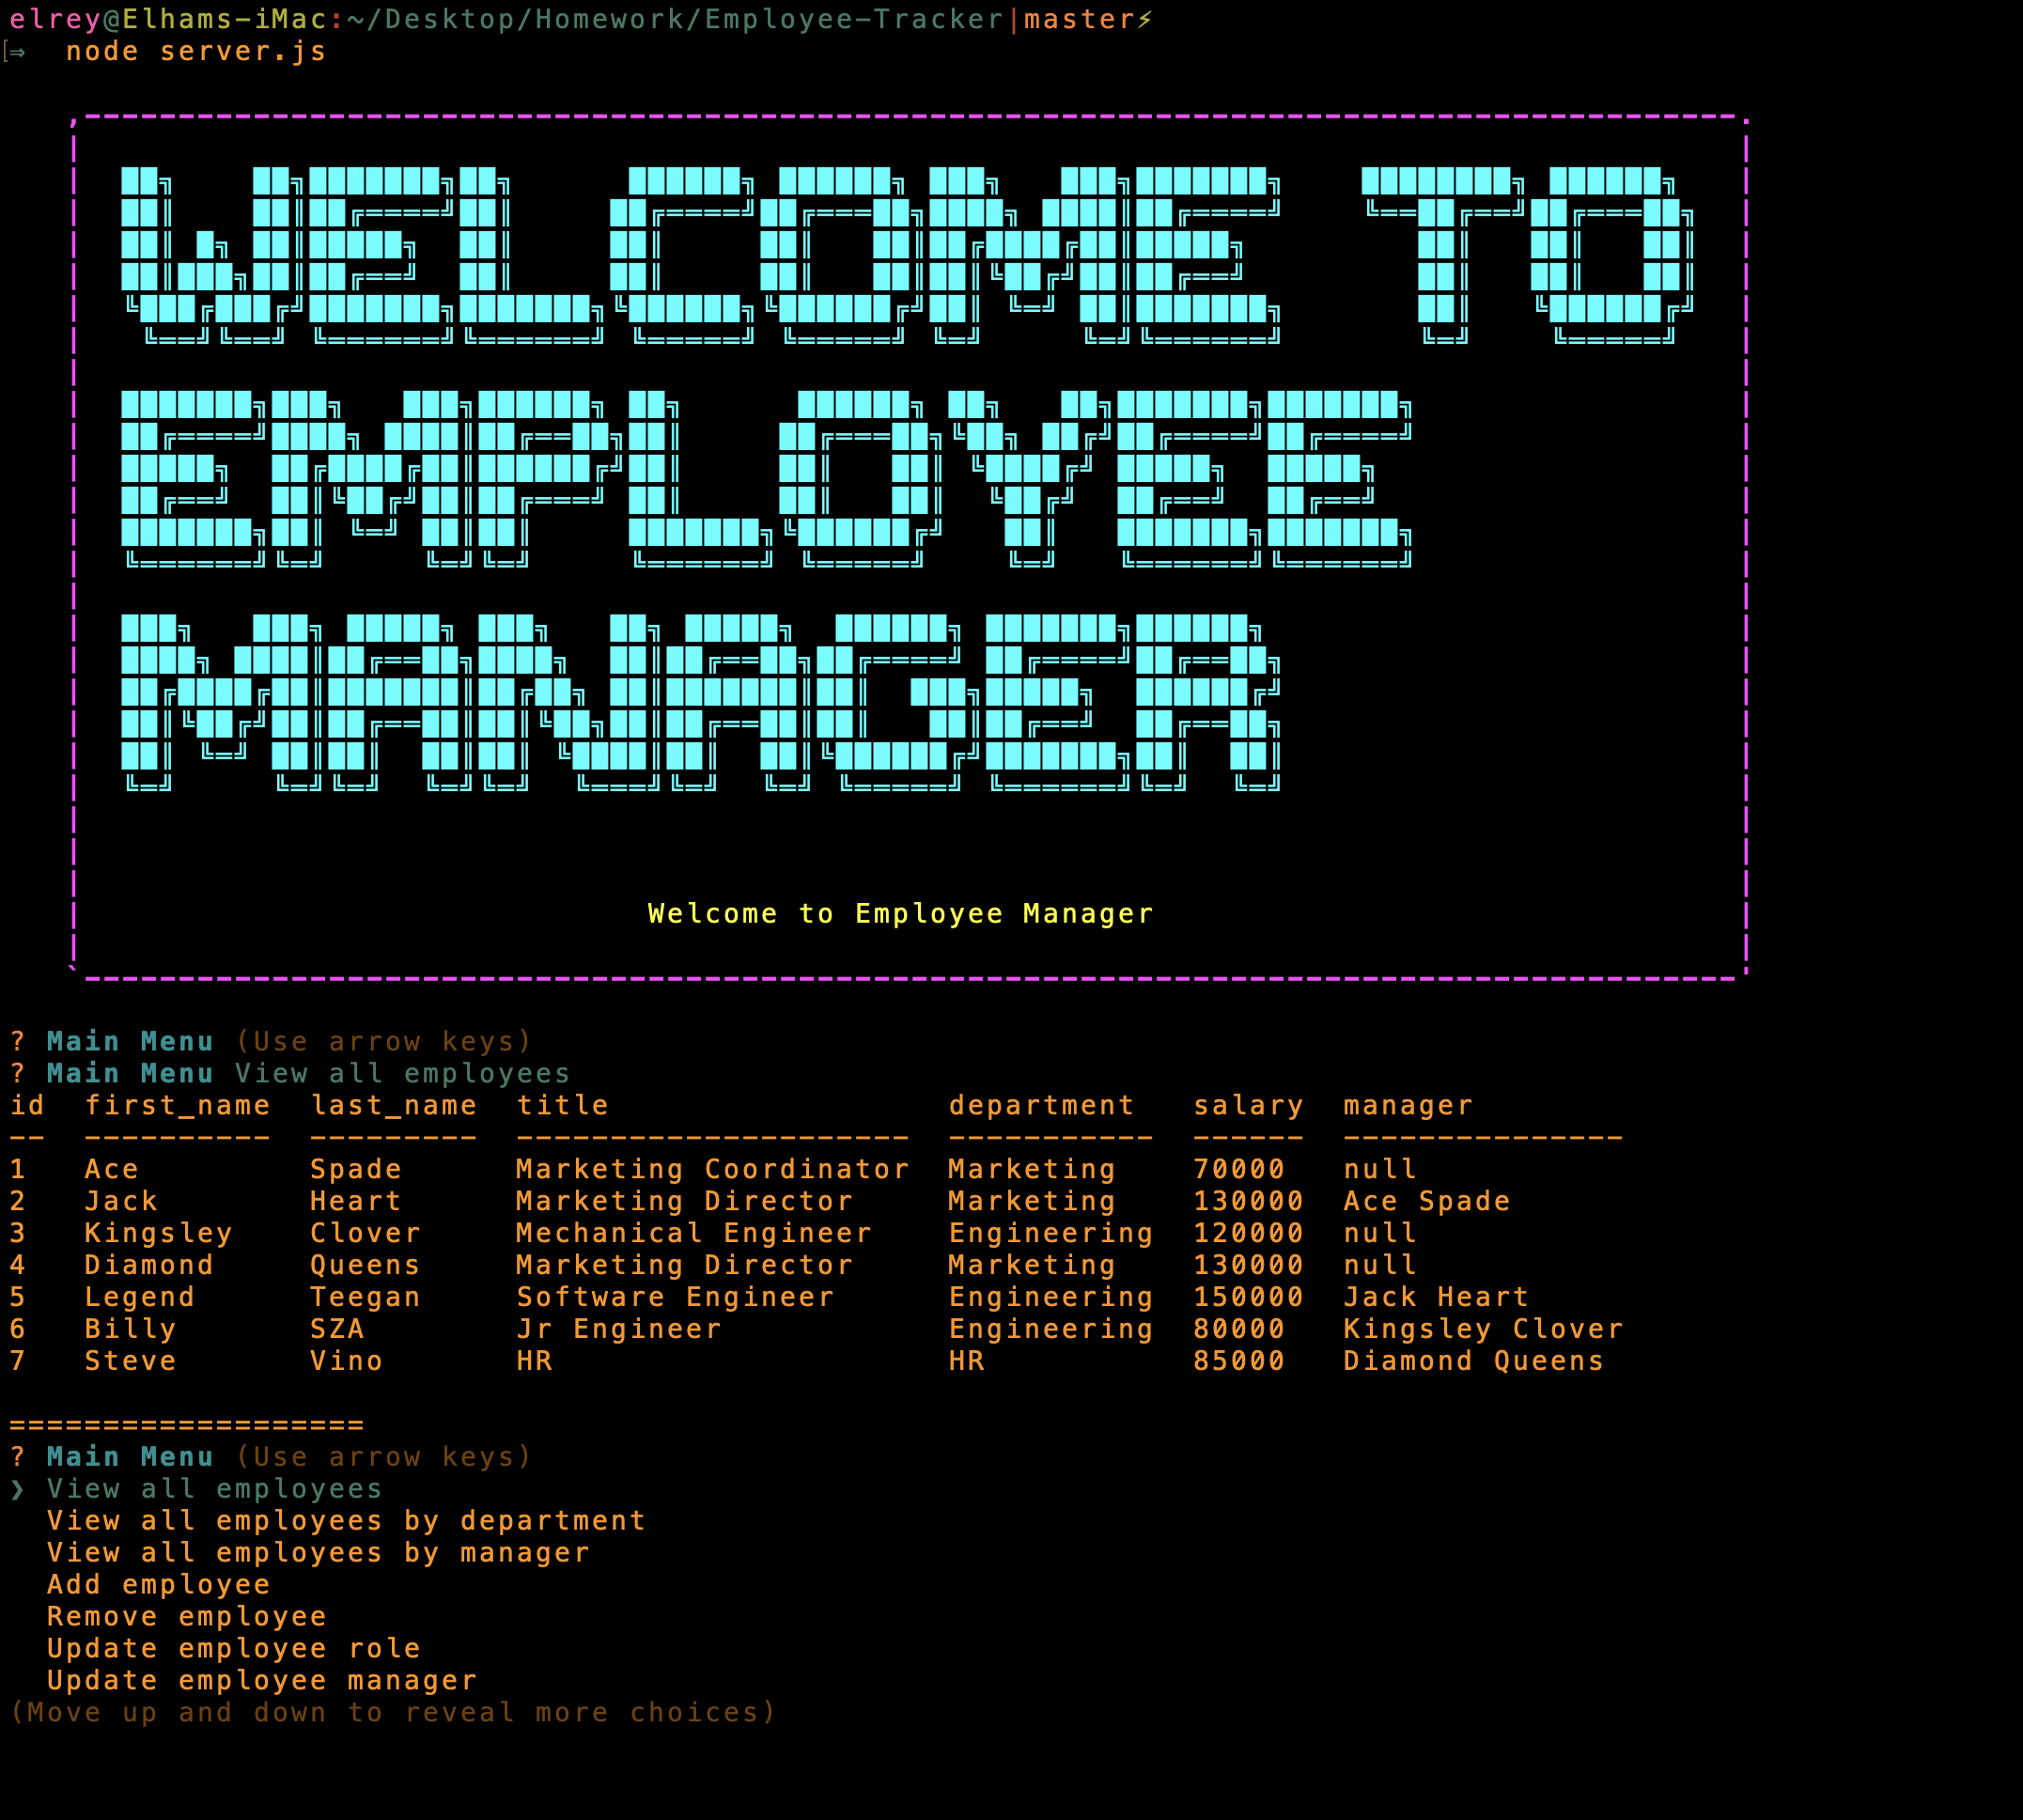 elrey@Elhams-iMac:~/Desktop/Homework/Employee-Tracker|master⚡
⇒  node server.js
WELCOME TO
EMPLOYEE
MANAGER
Welcome to Employee Manager
? Main Menu (Use arrow keys)
? Main Menu View all employees
id  first_name  last_name  title                  department   salary  manager
--  ----------  ---------  ---------------------  -----------  ------  ---------------
1   Ace         Spade      Marketing Coordinator  Marketing    70000   null
2   Jack        Heart      Marketing Director     Marketing    130000  Ace Spade
3   Kingsley    Clover     Mechanical Engineer    Engineering  120000  null
4   Diamond     Queens     Marketing Director     Marketing    130000  null
5   Legend      Teegan     Software Engineer      Engineering  150000  Jack Heart
6   Billy       SZA        Jr Engineer            Engineering  80000   Kingsley Clover
7   Steve       Vino       HR                     HR           85000   Diamond Queens
===================
? Main Menu (Use arrow keys)
❯ View all employees
  View all employees by department
  View all employees by manager
  Add employee
  Remove employee
  Update employee role
  Update employee manager
(Move up and down to reveal more choices)